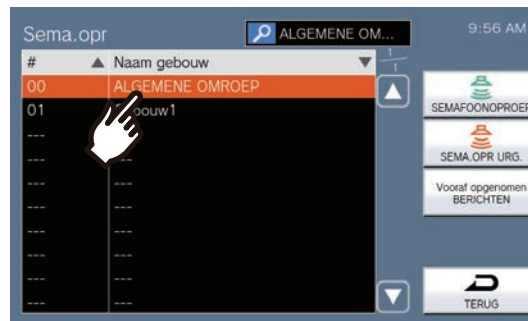 Sema.opr
ALGEMENE OM...
9:56 AM
# Naam gebouw
1
1
00 ALGEMENE OMROEP
01 ouw1
--- ---
---
--- ---
--- ---
--- ---
--- ---
--- ---
--- ---
SEMAFOONOPROEP
SEMA.OPR URG.
Vooraf opgenomen
BERICHTEN
TERUG